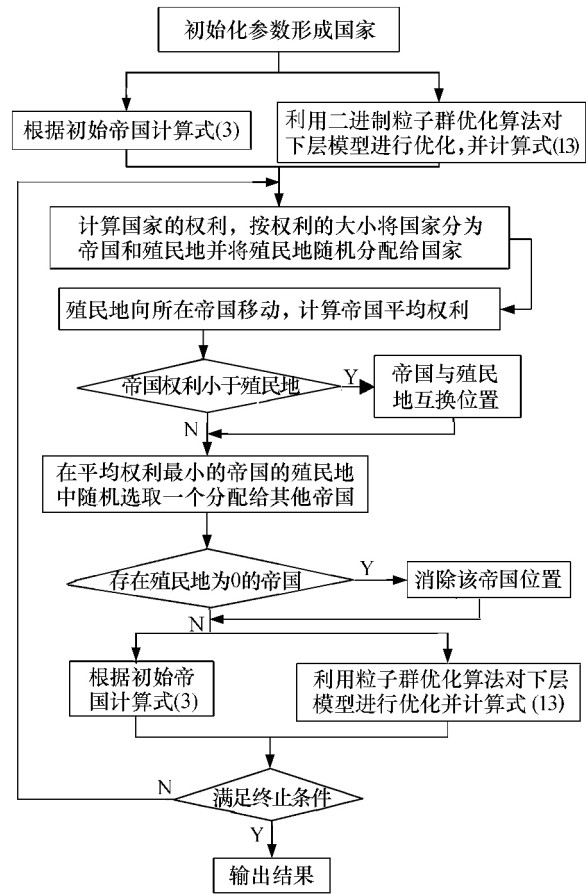 初始化参数形成国家
根据初始帝国计算式(3)
利用二进制粒子群优化算法对
下层模型进行优化,并计算式(13)
计算国家的权利，按权利的大小将国家分为
帝国和殖民地并将殖民地随机分配给国家
殖民地向所在帝国移动，计算帝国平均权利
帝国权利小于殖民地
Y
帝国与殖民
地互换位置
N
在平均权利最小的帝国的殖民地
中随机选取一个分配给其他帝国
存在殖民地为0的帝国
Y
消除该帝国位置
N
根据初始帝
国计算式(3)
利用粒子群优化算法对下层
模型进行优化并计算式(13)
N
满足终止条件
Y
输出结果